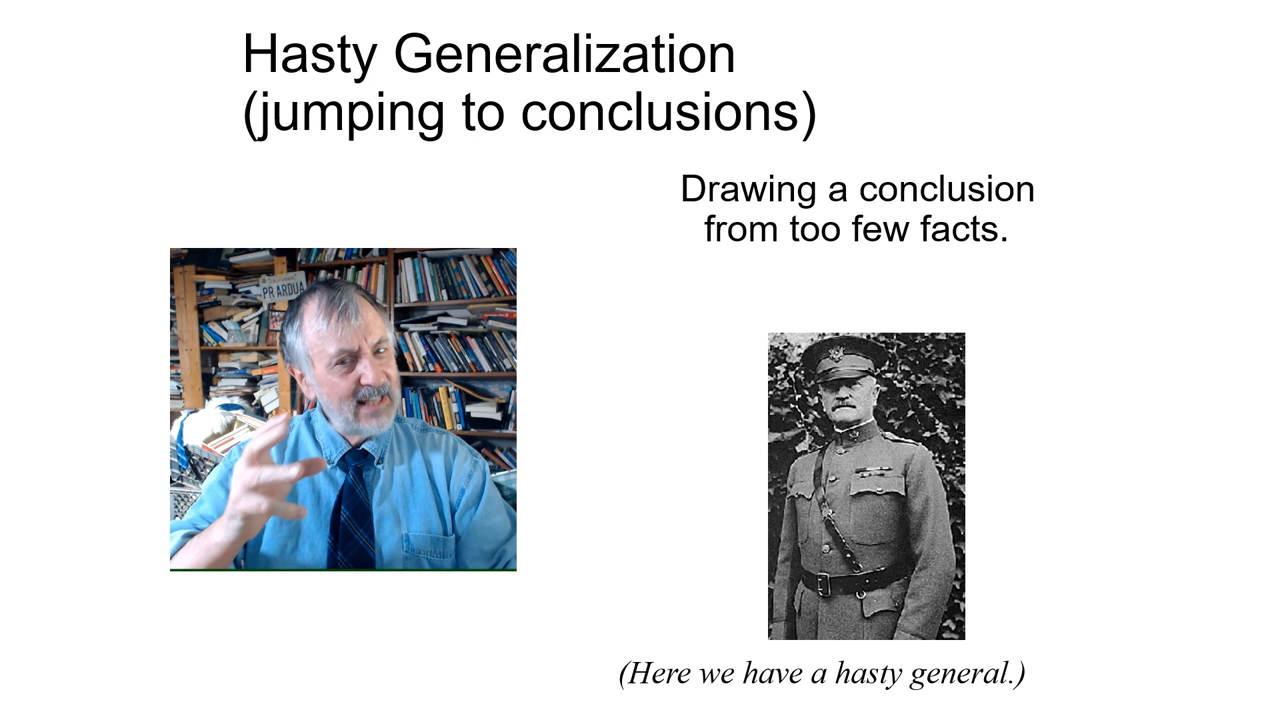 Hasty Generalization
(jumping to conclusions)
Drawing a conclusion
from too few facts.
PR ARDUA
(Here we have a hasty general.)